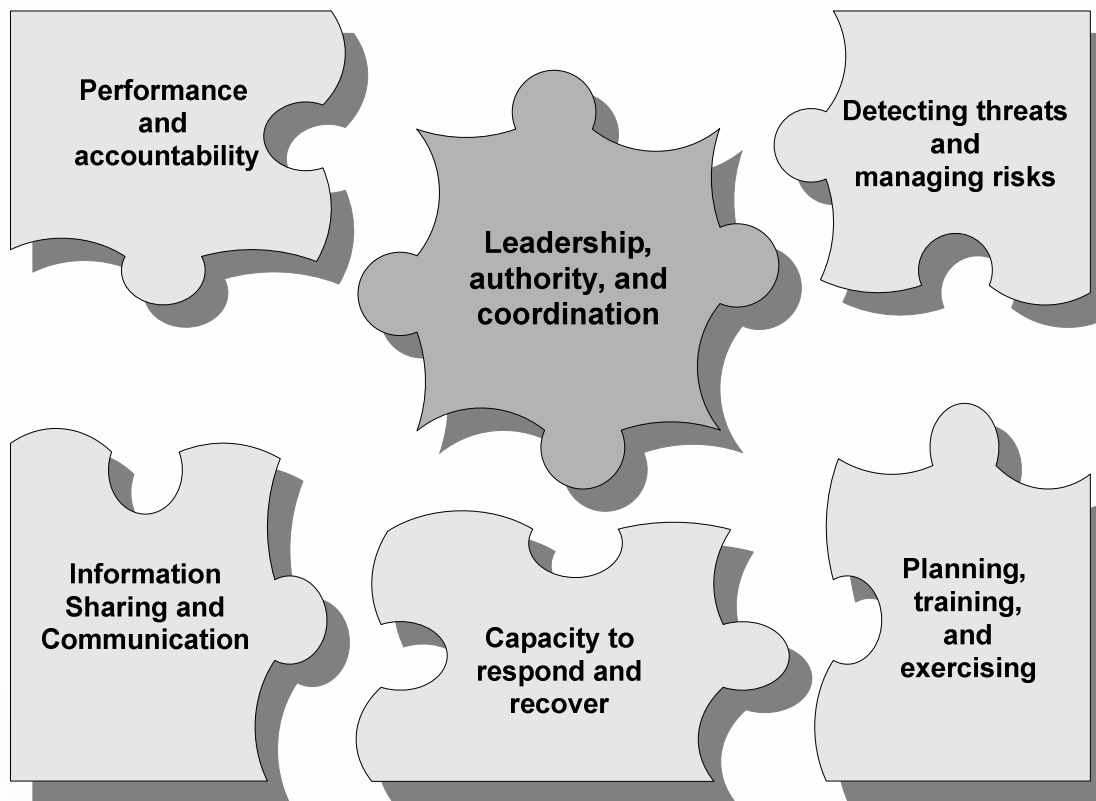 Performance
and
accountability
Leadership,
authority, and
coordination
Detecting threats
and
managing risks
Information
Sharing and
Communication
Capacity to
respond and
recover
Planning,
training,
and
exercising